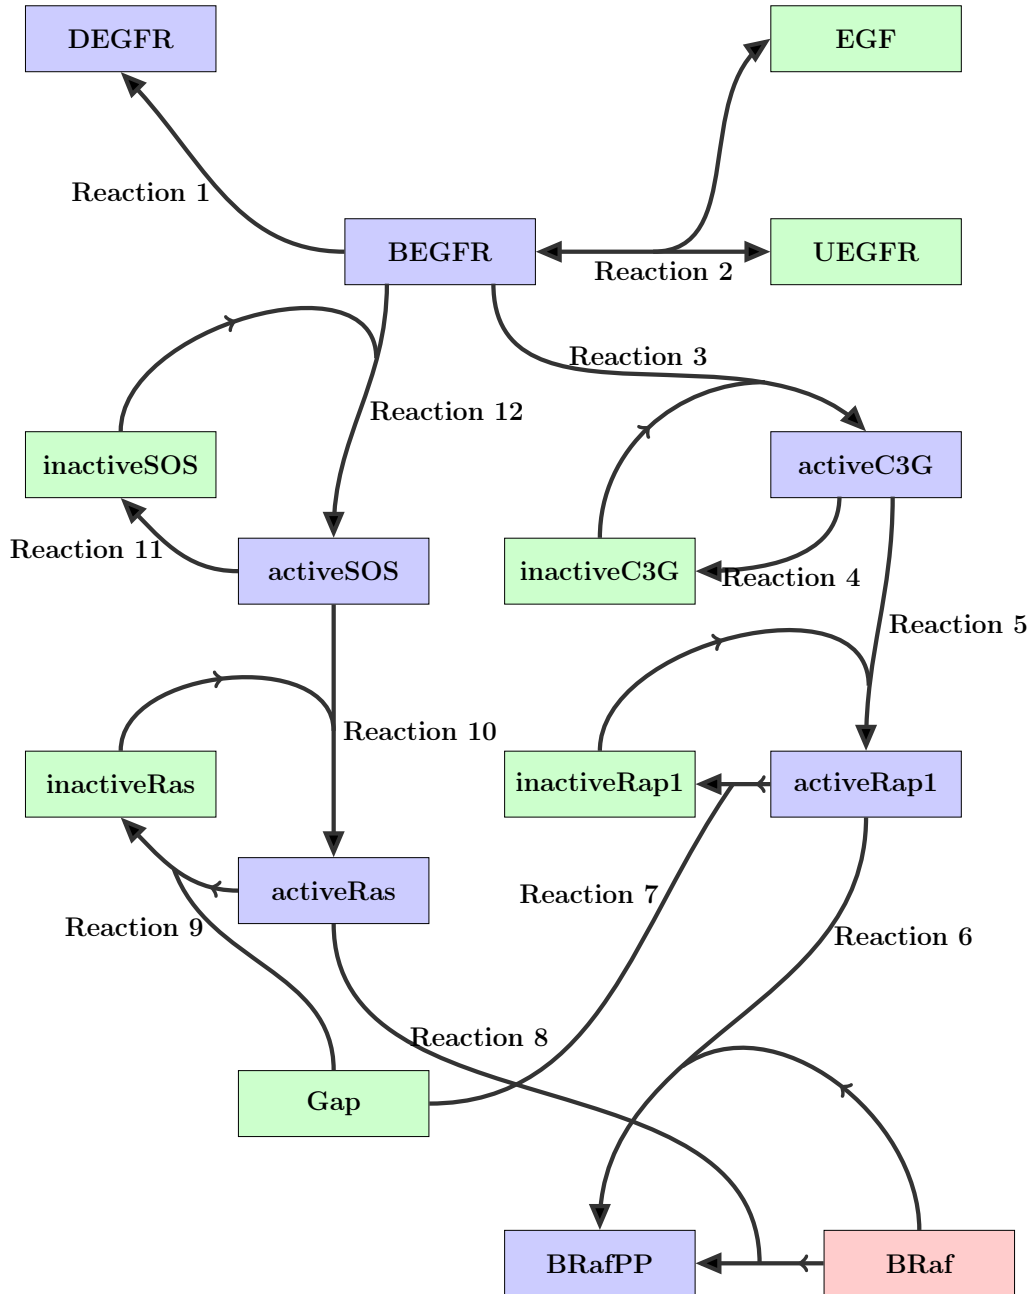 DEGFR
EGF
Reaction 1
BEGFR
UEGFR
Reaction 2
Reaction 3
Reaction 12
inactiveSOS
activeC3G
Reaction 11
activeSOS
inactiveC3G
Reaction 4
Reaction 5
Reaction 10
inactiveRas
inactiveRap1
activeRap1
activeRas
Reaction 7
Reaction 9
Reaction 6
Reaction 8
Gap
BRafPP
BRaf